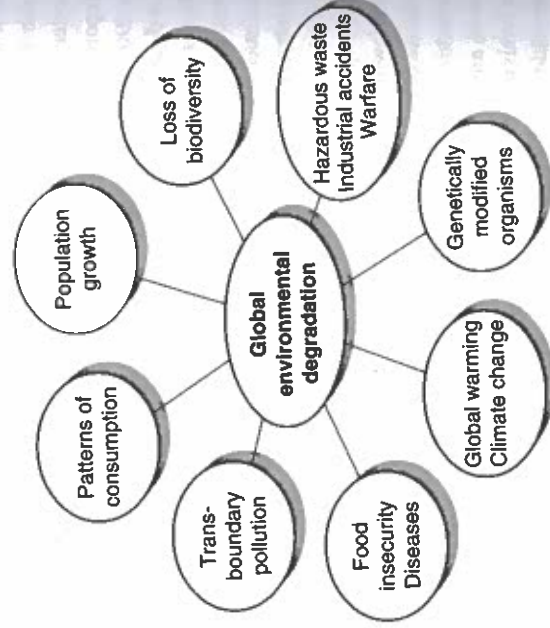 Population
growth
Loss of
biodiversity
Hazardous waste
Industrial accidents
Warfare
Genetically
modified
organisms
Global warming
Climate change
Food
insecurity
Diseases
Trans-
boundary
pollution
Patterns of
consumption
Global
environmental
degradation